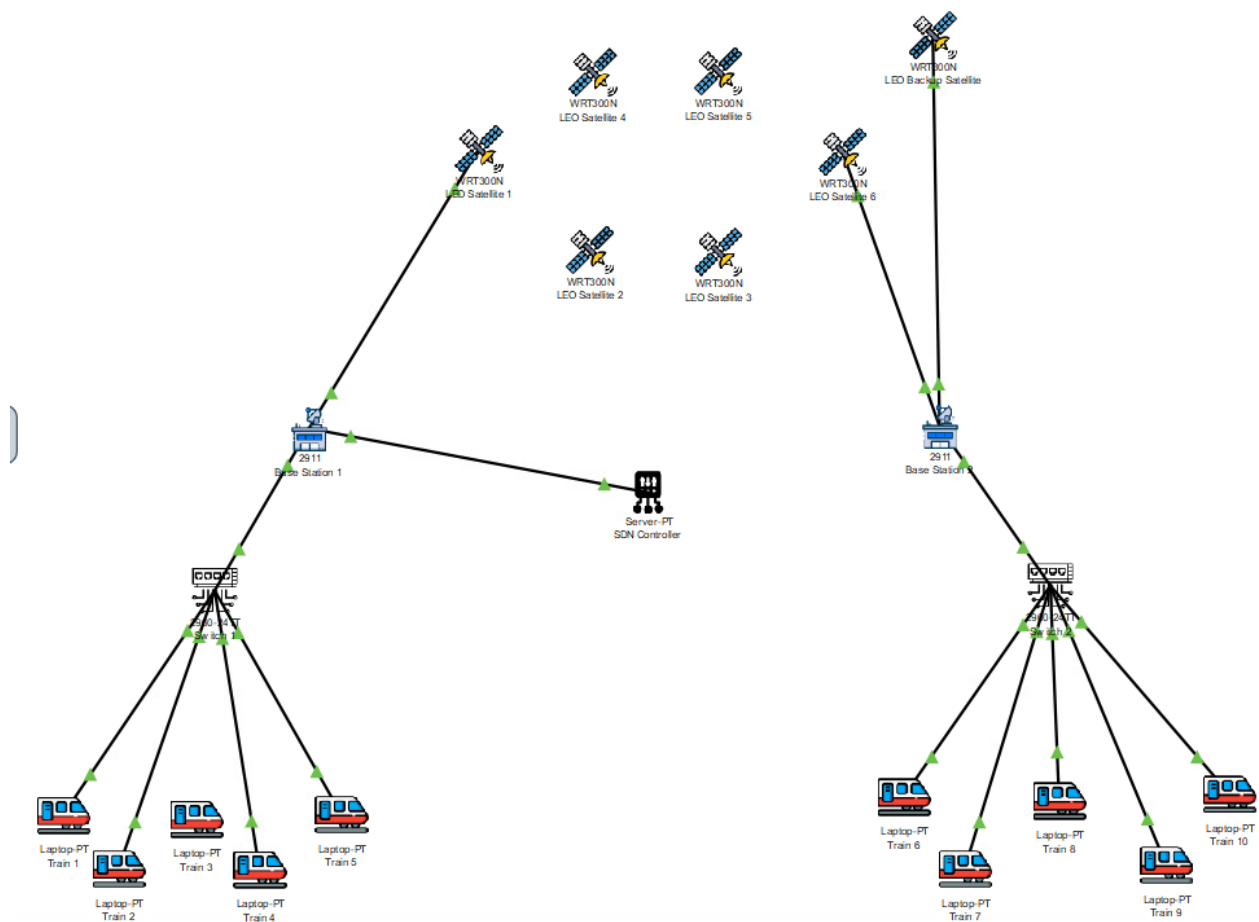 WRT300N
LEO Backup Satellite
WRT300N
LEO Satellite 4
WRT300N
LEO Satellite 5
WRT300N
LEO Satellite 1
WRT300N
LEO Satellite 6
WRT300N
LEO Satellite 2
WRT300N
LEO Satellite 3
2911
Base Station 1
2911
Base Station 2
Server-PT
SDN Controller
2960-24TT
Switch 1
2960-24TT
Switch 2
Laptop-PT
Train 1
Laptop-PT
Train 2
Laptop-PT
Train 3
Laptop-PT
Train 4
Laptop-PT
Train 5
Laptop-PT
Train 6
Laptop-PT
Train 7
Laptop-PT
Train 8
Laptop-PT
Train 9
Laptop-PT
Train 10